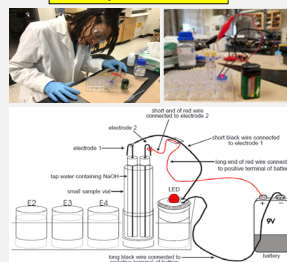 short end of red wire
connected to electrode 2
electrode 2
short black wire connected
to electrode 1
electrode 1
long end of red wire connect
to positive terminal of batter
tap water containing NaOH
small sample vial
LED
E2
E3
E4
+
-
9V
battery
long black wire connected to